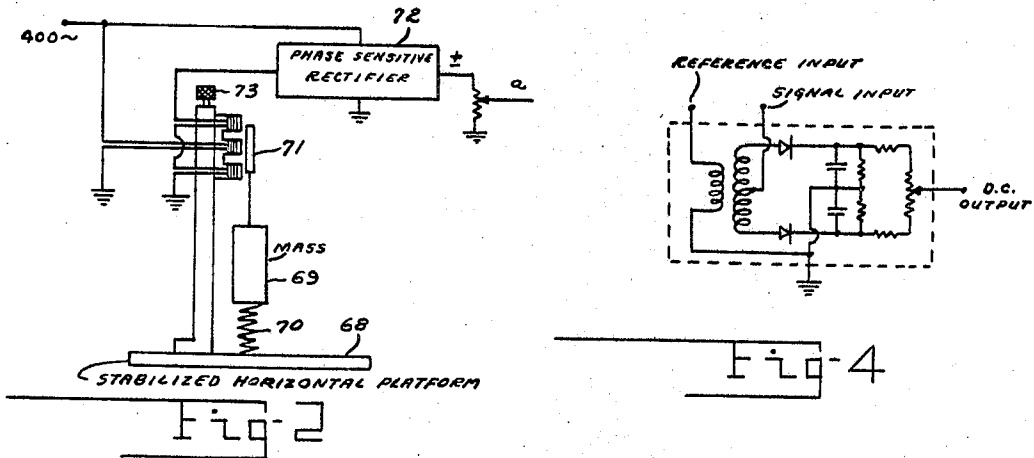 400~
72
PHASE SENSITIVE
RECTIFIER
±
a
73
71
MASS
69
70
68
STABILIZED HORIZONTAL PLATFORM
Fig-2
REFERENCE INPUT
SIGNAL INPUT
D.C.
OUTPUT
Fig-4